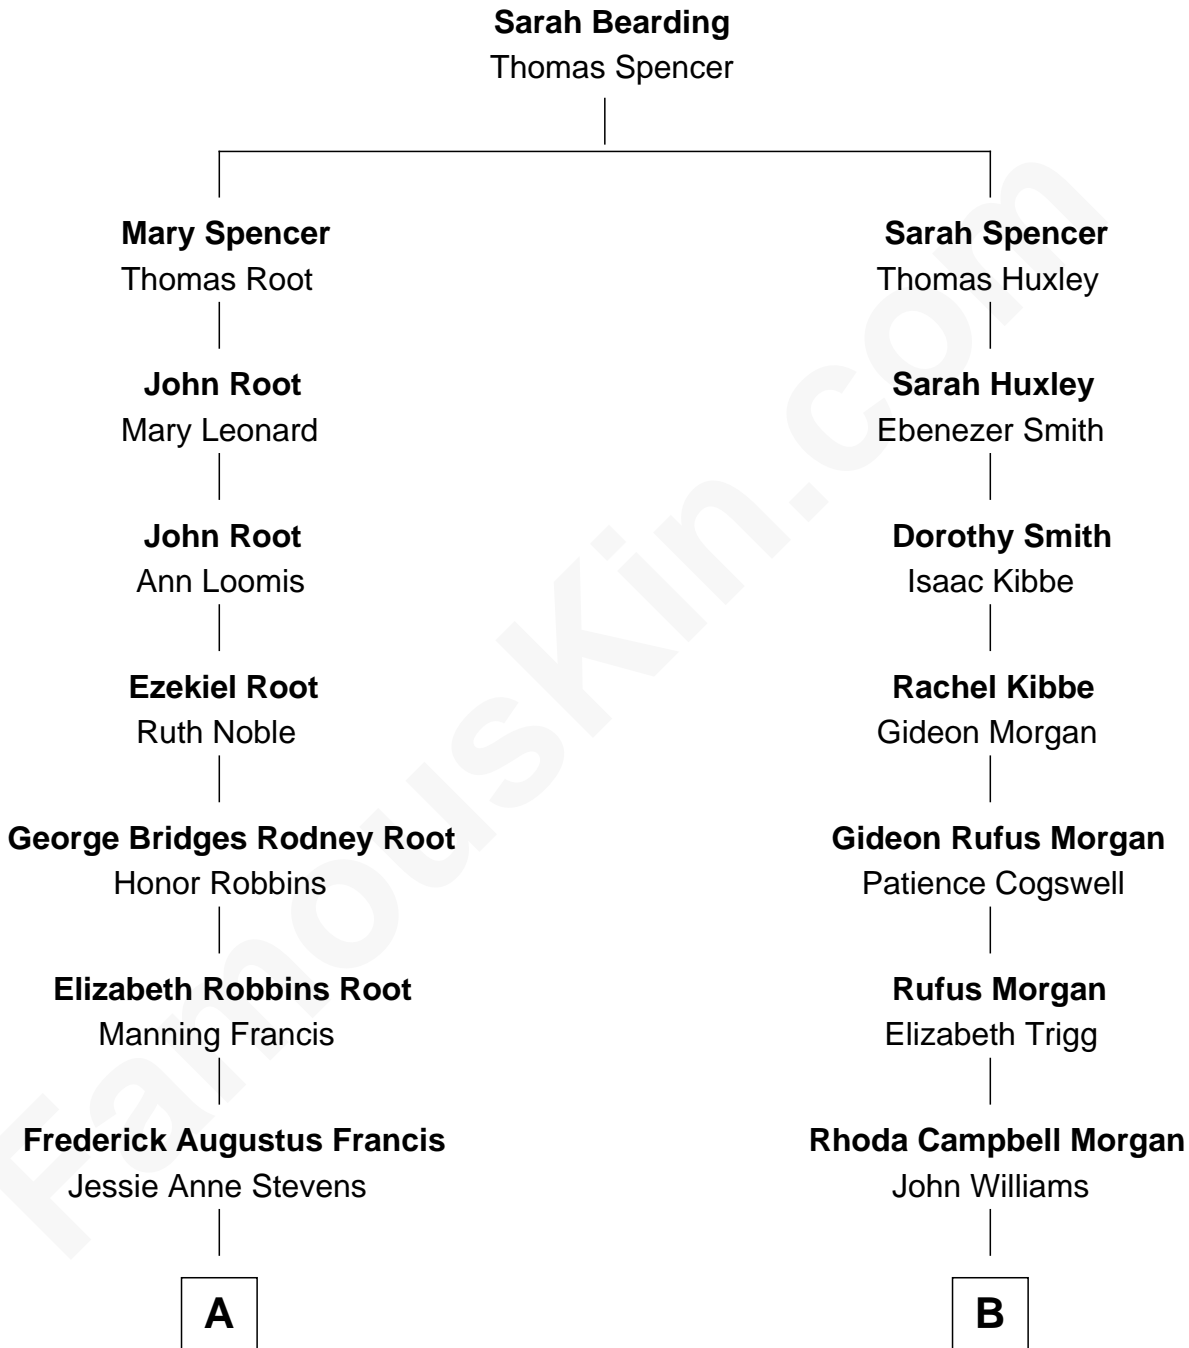 Sarah Bearding
Thomas Spencer
Mary Spencer
Thomas Root
Sarah Spencer
Thomas Huxley
John Root
Mary Leonard
Sarah Huxley
Ebenezer Smith
John Root
Ann Loomis
Dorothy Smith
Isaac Kibbe
Ezekiel Root
Ruth Noble
Rachel Kibbe
Gideon Morgan
George Bridges Rodney Root
Honor Robbins
Gideon Rufus Morgan
Patience Cogswell
Elizabeth Robbins Root
Manning Francis
Rufus Morgan
Elizabeth Trigg
Frederick Augustus Francis
Jessie Anne Stevens
Rhoda Campbell Morgan
John Williams
A
B
FamousKin.com